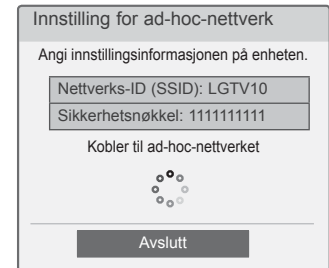 Innstilling for ad-hoc-nettverk
Angi innstillingsinformasjonen på enheten.
Nettverks-ID (SSID): LGTV10
Sikkerhetsnøkkel: 1111111111
Kobler til ad-hoc-nettverket
Avslutt